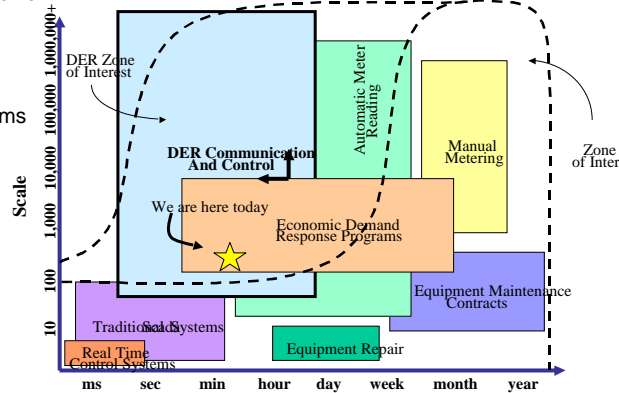 ms
Scale
1,000,000+
100,000
10,000
1,000
100
10
DER Zone
of Interest
Automatic Meter
Reading
Manual
Metering
Zone
of Inter
DER Communication
And Control
We are here today
Economic Demand
Response Programs
Equipment Maintenance
Contracts
Traditional Scada Systems
Equipment Repair
Real Time
Control Systems
ms sec min hour day week month year